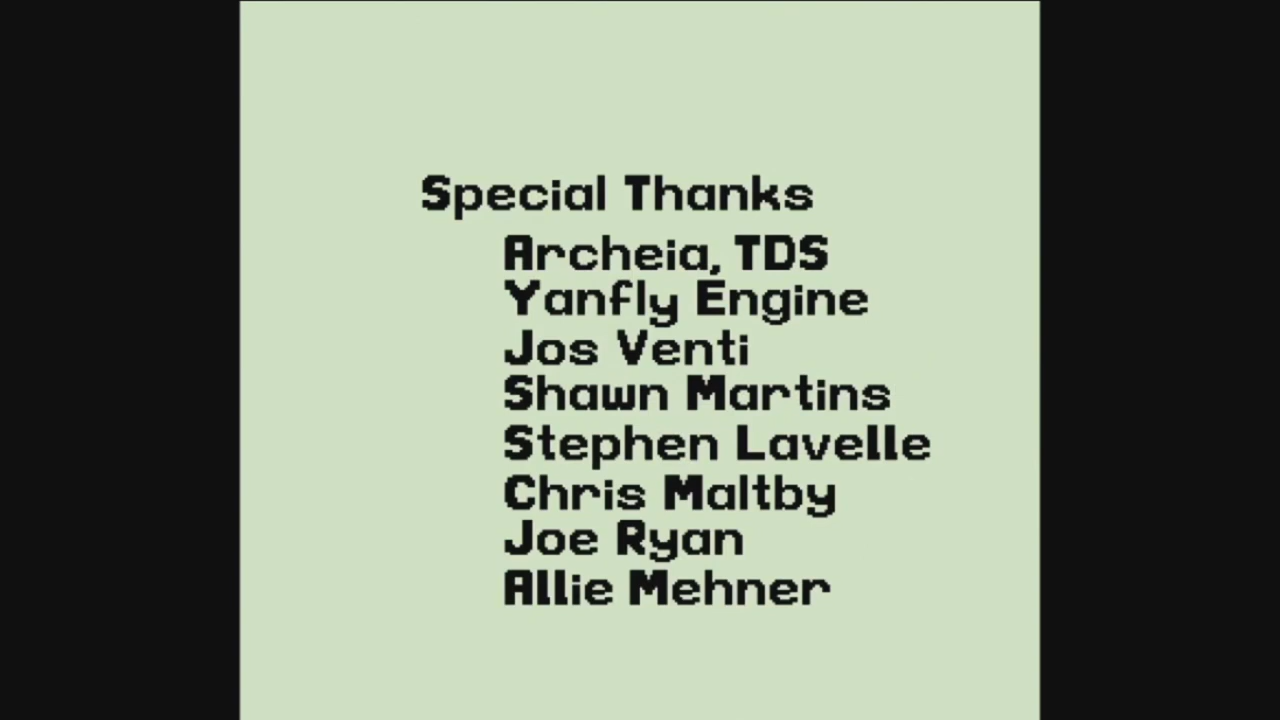 Special Thanks
Archeia, TDS
Yanfly Engine
Jos Venti
Shawn Martins
Stephen Lavelle
Chris Maltby
Joe Ryan
Allie Mehner